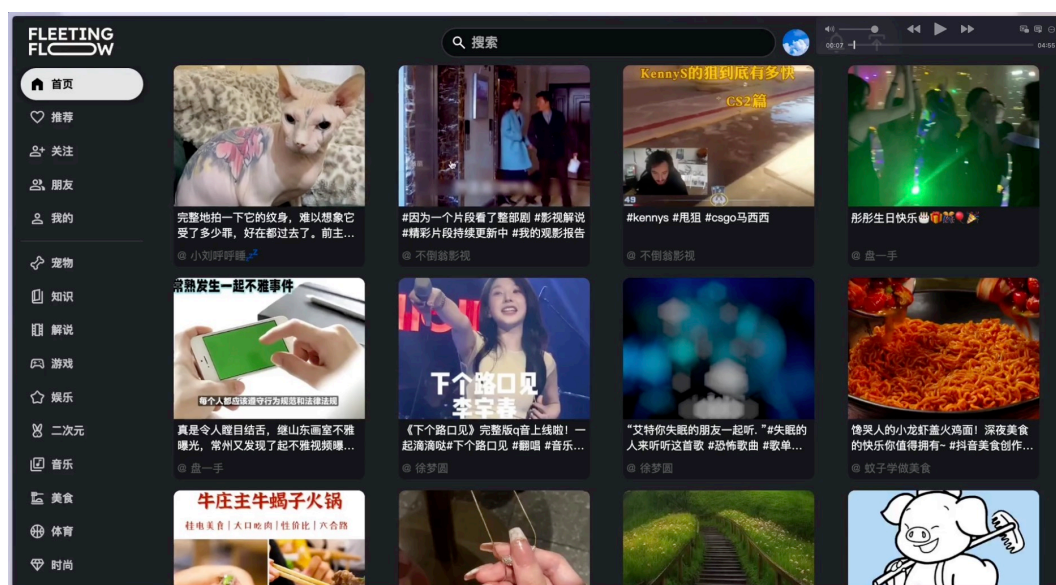 FLEETING
FLOW
搜索
00:07
04:55
首页
推荐
关注
朋友
我的
宠物
知识
解说
游戏
娱乐
二次元
音乐
美食
体育
时尚
完整地拍一下它的纹身，难以想象它
受了多少罪，好在都过去了。前主...
@ 小刘呼呼睡💤
#因为一个片段看了整部剧 #影视解说
#精彩片段持续更新中 #我的观影报告
@ 不倒翁影视
KennyS的狙到底有多快
CS2篇
49
#kennys #甩狙 #csgo马西西
@ 不倒翁影视
彤彤生日快乐🎂🎁🎊🎈🎉
@ 盘一手
常熟发生一起不雅事件
每个人都应该遵守行为规范和法律法规
真是令人瞠目结舌，继山东画室不雅
曝光，常州又发现了起不雅视频曝...
@ 盘一手
下个路口见
李宇春
《下个路口见》完整版q音上线啦！一
起滴滴哒#下个路口见 #翻唱 #音乐...
@ 徐梦圆
“艾特你失眠的朋友一起听. ”#失眠的
人来听听这首歌 #恐怖歌曲 #歌单...
@ 徐梦圆
馋哭人的小龙虾盖火鸡面！深夜美食
的快乐你值得拥有~ #抖音美食创作...
@ 蚊子学做美食
牛庄主牛蝎子火锅
桂电美食 | 大口吃肉 | 性价比 | 六合路